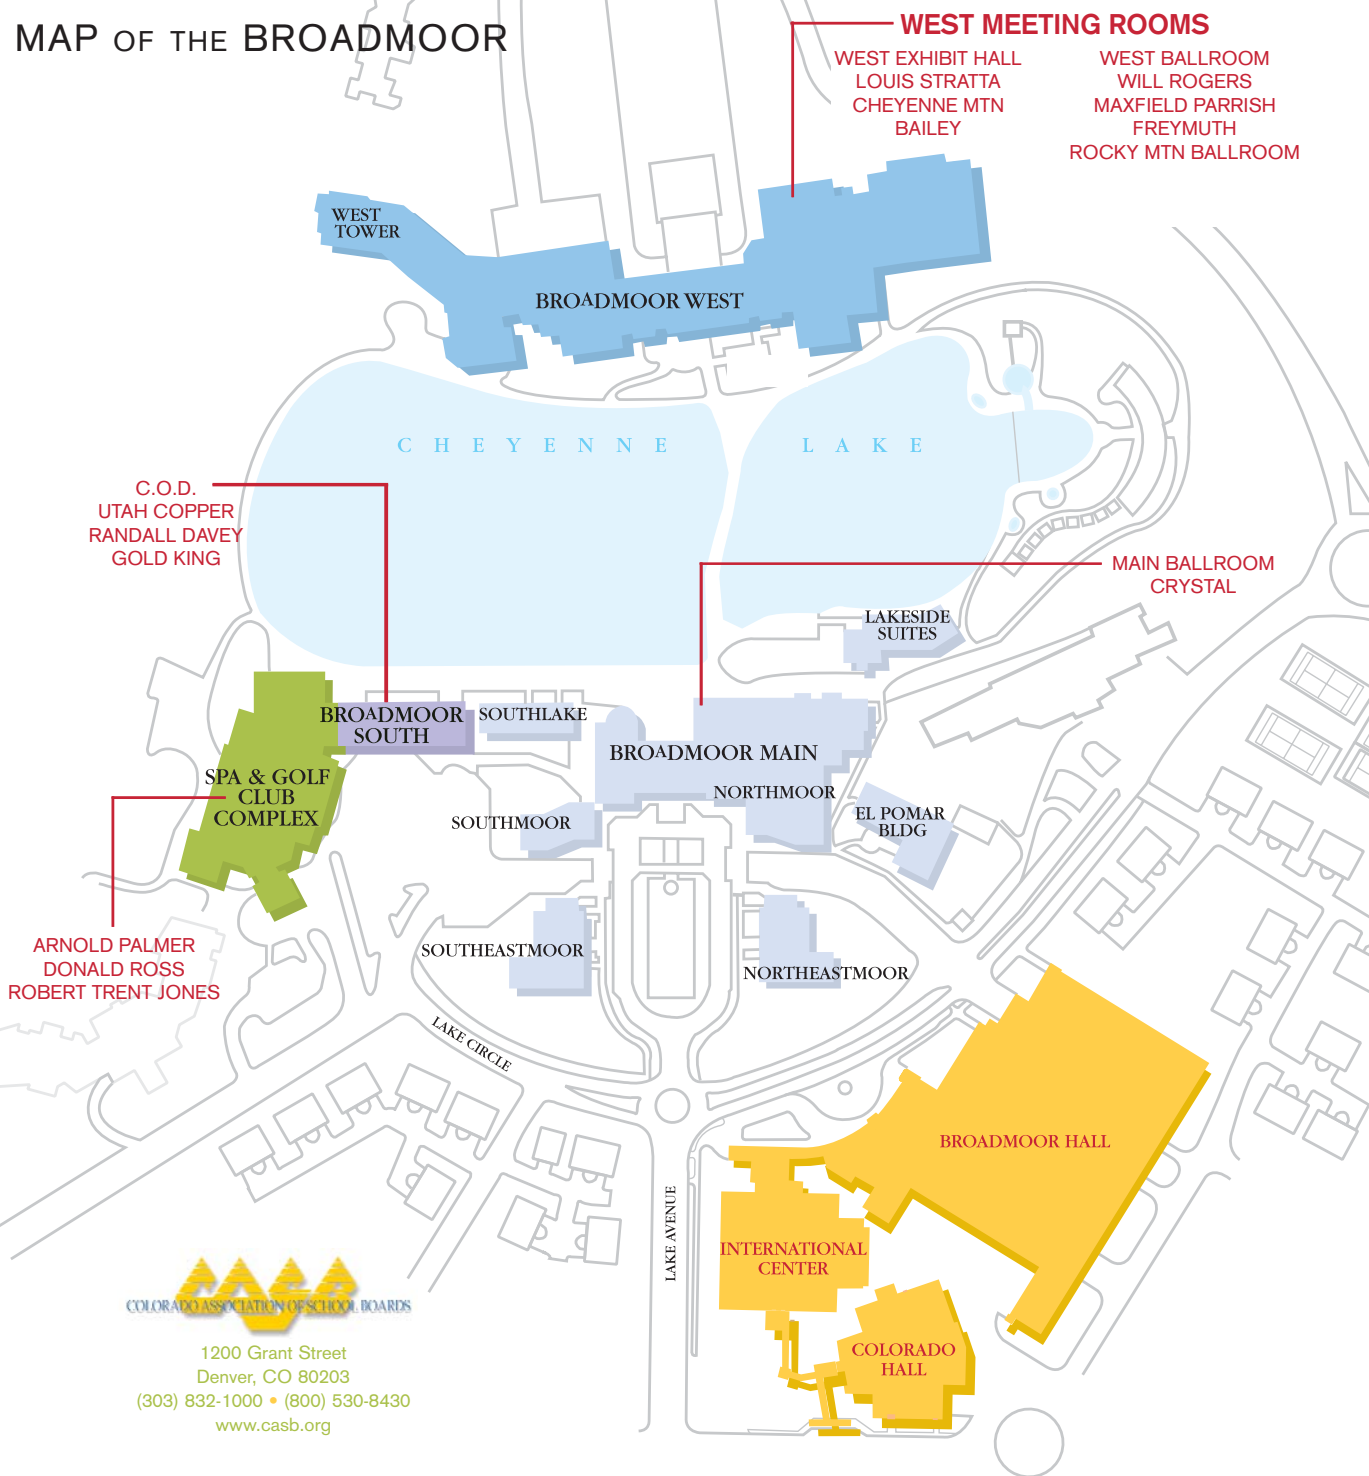 MAP OF THE BROADMOOR
WEST MEETING ROOMS
WEST EXHIBIT HALL
LOUIS STRATTA
CHEYENNE MTN
BAILEY
WEST BALLROOM
WILL ROGERS
MAXFIELD PARRISH
FREYMUTH
ROCKY MTN BALLROOM
WEST
TOWER
BROADMOOR WEST
CHEYENNE LAKE
C.O.D.
UTAH COPPER
RANDALL DAVEY
GOLD KING
MAIN BALLROOM
CRYSTAL
LAKESIDE
SUITES
BROADMOOR
SOUTH
SOUTHLAKE
BROADMOOR MAIN
NORTHMOOR
SPA & GOLF
CLUB
COMPLEX
SOUTHMOOR
EL POMAR
BLDG
ARNOLD PALMER
DONALD ROSS
ROBERT TRENT JONES
SOUTHEASTMOOR
NORTHEASTMOOR
LAKE CIRCLE
BROADMOOR HALL
LAKE AVENUE
INTERNATIONAL
CENTER
COLORADO
HALL
CASB
COLORADO ASSOCIATION OF SCHOOL BOARDS
1200 Grant Street
Denver, CO 80203
(303) 832-1000 • (800) 530-8430
www.casb.org